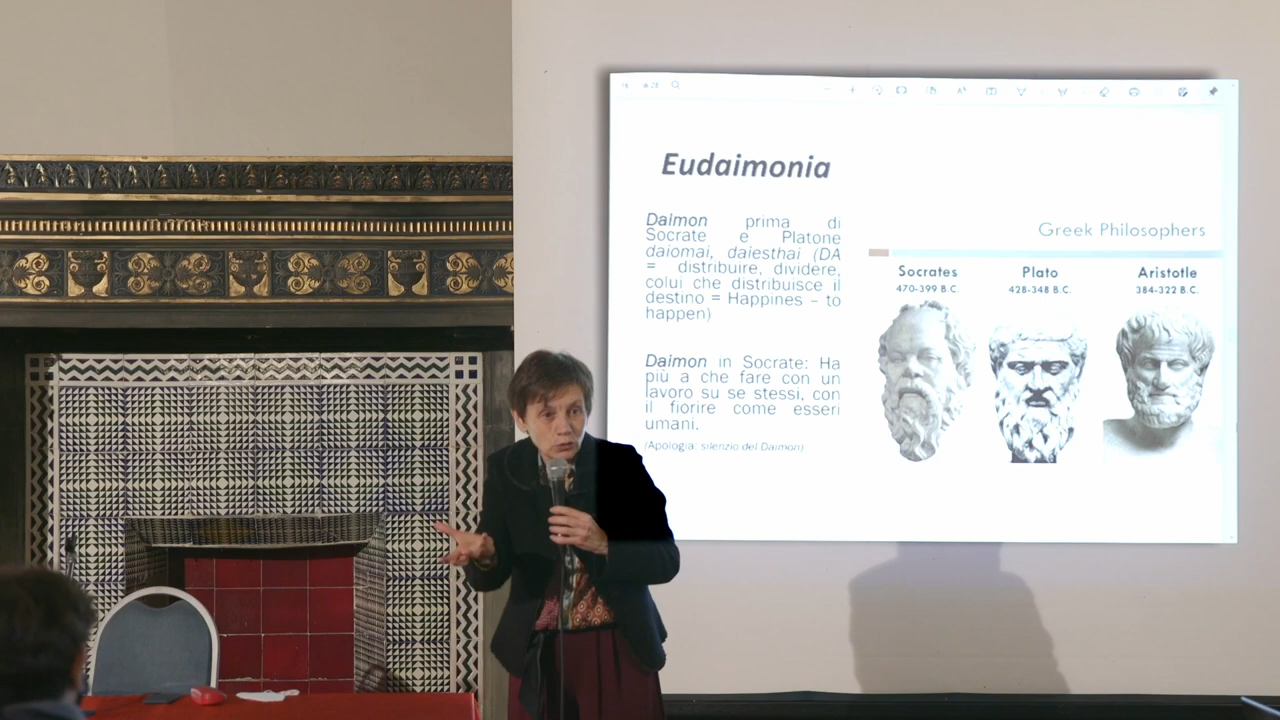 Eudaimonia
Daimon prima di
Socrate e Platone
daiomai, daiesthai (DA
= distribuire, dividere,
colui che distribuisce il
destino = Happines – to
happen)
Daimon in Socrate: Ha
più a che fare con un
lavoro su se stessi, con
il fiorire come esseri
umani.
(Apologia: silenzio del Daimon)
Greek Philosophers
Socrates
470-399 B.C.
Plato
428-348 B.C.
Aristotle
384-322 B.C.